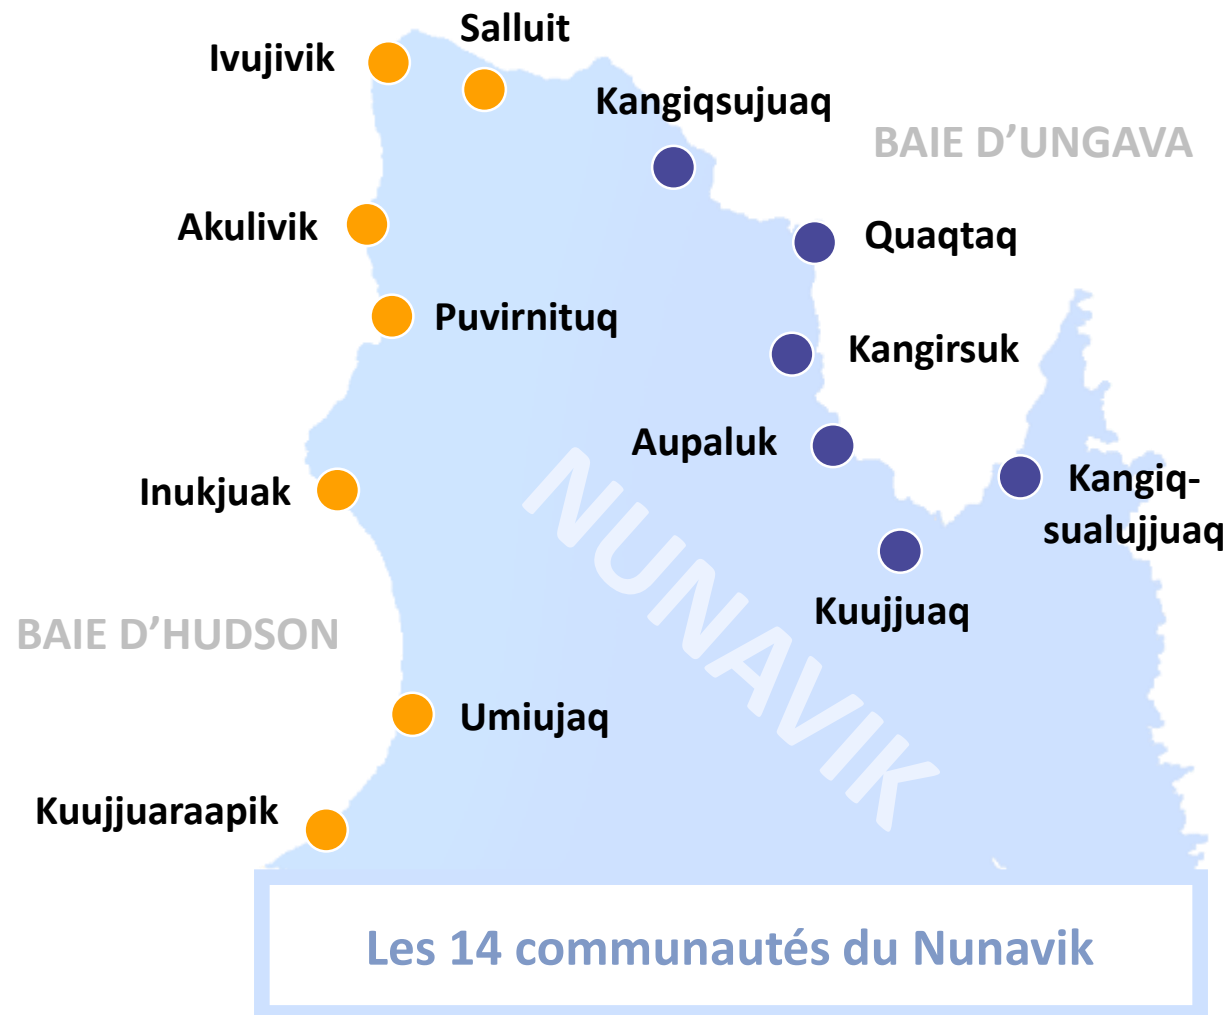 Salluit
Ivujivik
Kangiqsujuaq
BAIE D'UNGAVA
Akulivik
Quaqtaq
Puvirnituq
Kangirsuk
Aupaluk
Inukjuak
Kangiq-
sualujjuaq
NUNAVIK
Kuujjuaq
BAIE D'HUDSON
Umiujaq
Kuujjuaraapik
Les 14 communautés du Nunavik